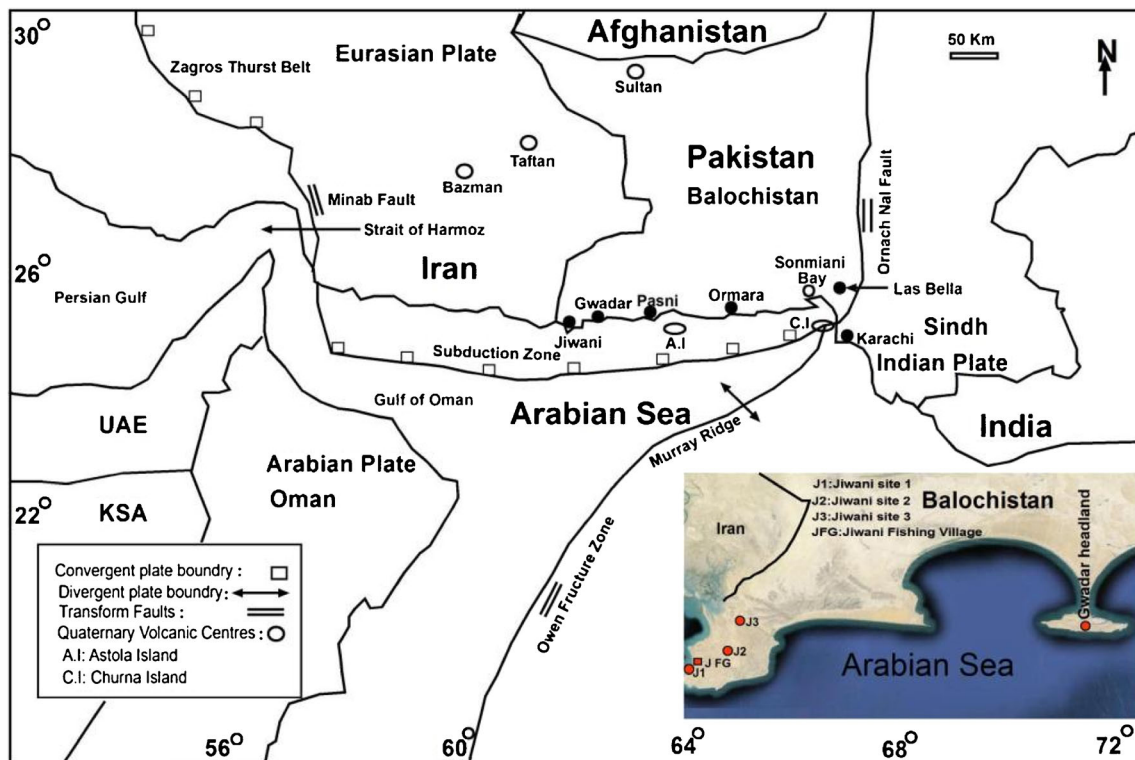 30°
Afghanistan
50 Km
N
Eurasian Plate
Zagros Thurst Belt
Sultan
Taftan
Bazman
Pakistan
Balochistan
Minab Fault
Ornach Nal Fault
Strait of Harmoz
26°
Iran
Sonmiani
Bay
Persian Gulf
Las Bella
Gwadar
Pasni
Ormara
C.I
Jiwani
A.I
Karachi
Sindh
Subduction Zone
Indian Plate
Gulf of Oman
Arabian Sea
UAE
India
Murray Ridge
Arabian Plate
Oman
22°
KSA
Owen Fructure Zone
Convergent plate boundry :
Divergent plate boundry:
Transform Faults :
Quaternary Volcanic Centres :
A.I: Astola Island
C.I: Churna Island
J1:Jiwani site 1
J2:Jiwani site 2
J3:Jiwani site 3
JFG:Jiwani Fishing Village
Balochistan
Iran
Gwadar headland
J3
J2
J FG
J1
Arabian Sea
56°
60°
64°
68°
72°